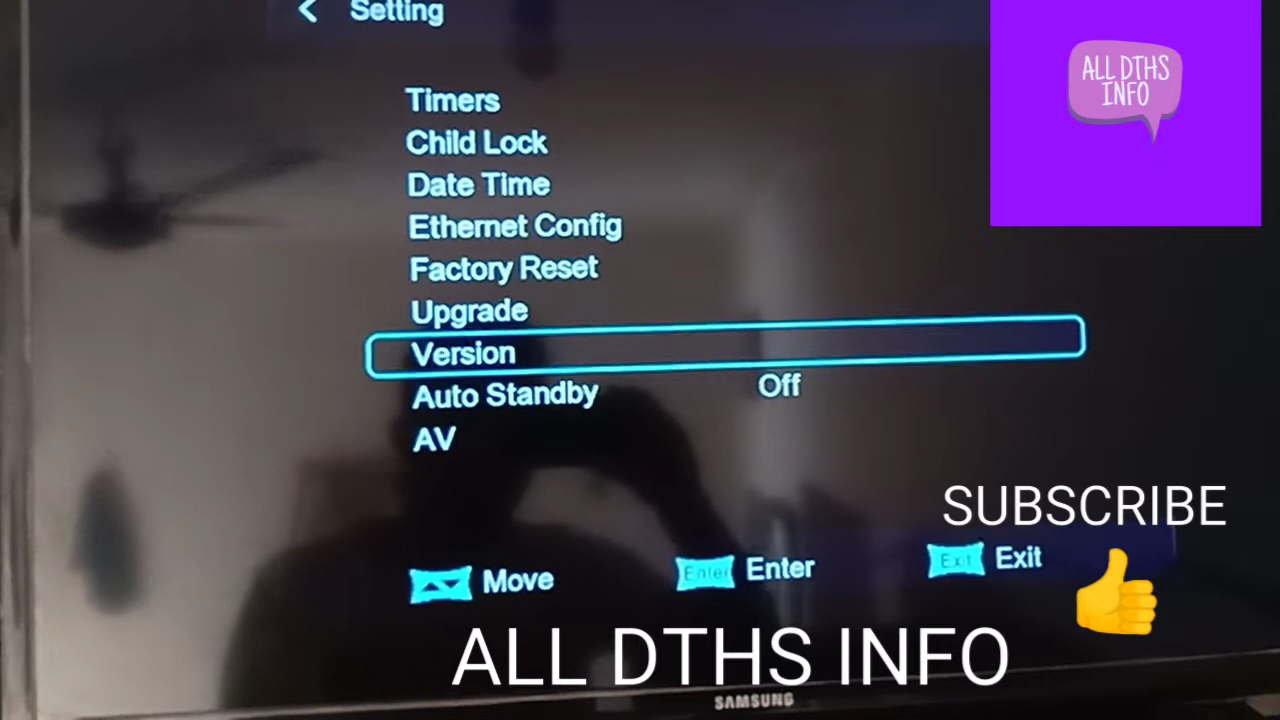 < Setting
ALL DTHS
INFO
Timers
Child Lock
Date Time
Ethernet Config
Factory Reset
Upgrade
Version
Auto Standby Off
AV
SUBSCRIBE
Move Enter Enter Exit Exit
ALL DTHS INFO
SAMSUNG